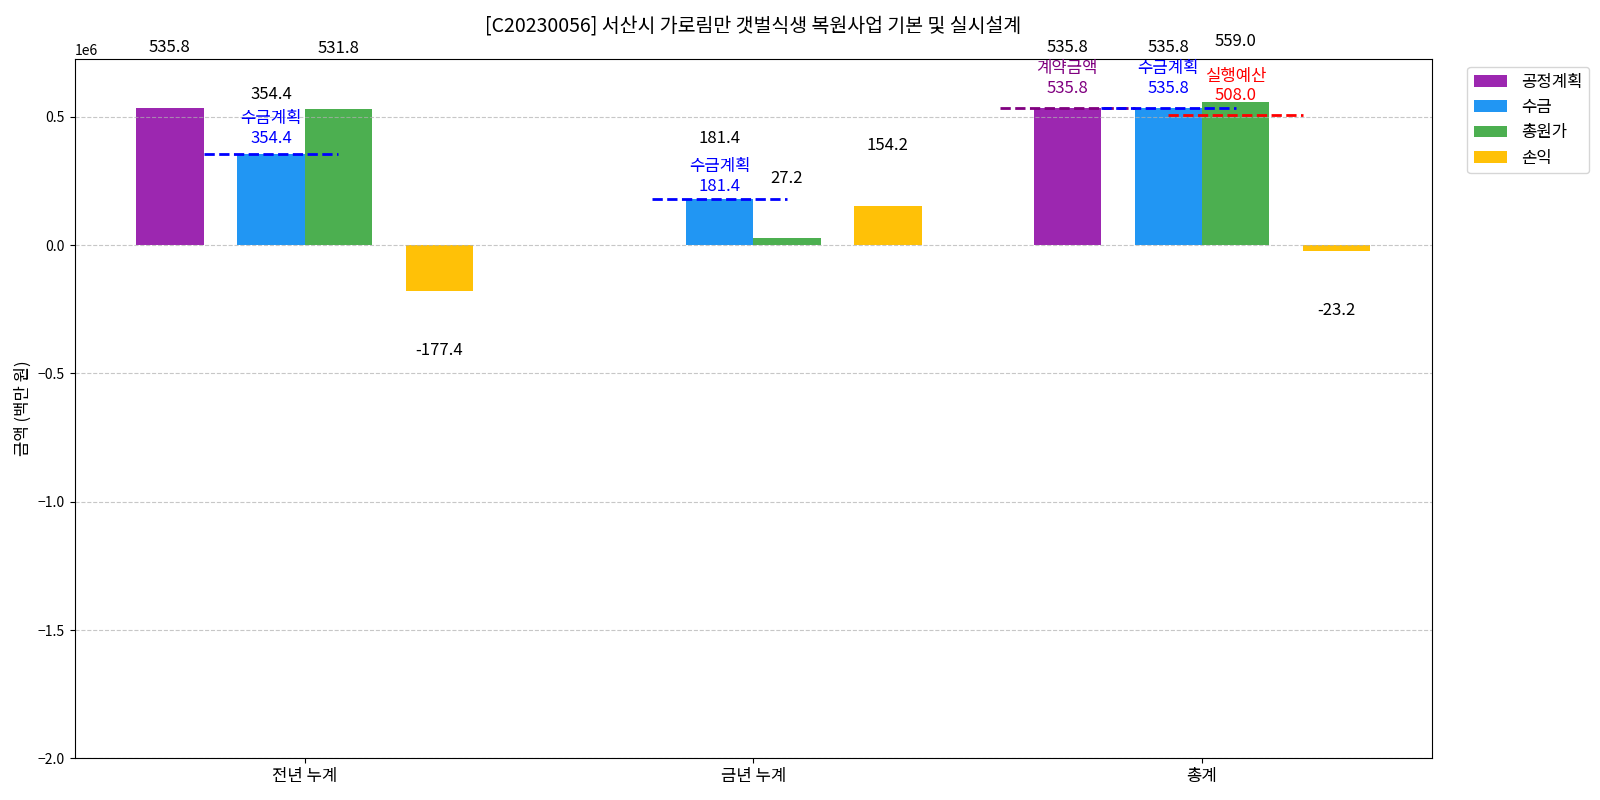 [C20230056] 서산시 가로림만 갯벌식생 복원사업 기본 및 실시설계
1e6
535.8
354.4
수금계획
354.4
531.8
-177.4
181.4
수금계획
181.4
27.2
154.2
535.8
계약금액
535.8
535.8
수금계획
535.8
559.0
실행예산
508.0
-23.2
공정계획
수금
총원가
손익
금액 (백만 원)
0.5
0.0
−0.5
−1.0
−1.5
−2.0
전년 누계
금년 누계
총계